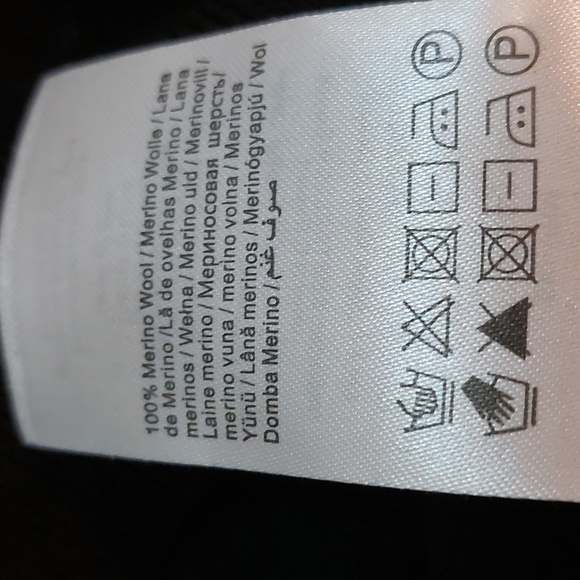 100% Merino Wool / Merino Wolle / Lana
de Merino /Lã de ovelhas Merino / Lana
merinos / Wełna / Merino uld / Merinovill /
Laine merino / Мериносовая шерсть/
merino vuna / merino volna / Merinos
Yünü / Lână merinos / Merinógyapjú / Wol
Domba Merino / صوف غنم
P
P